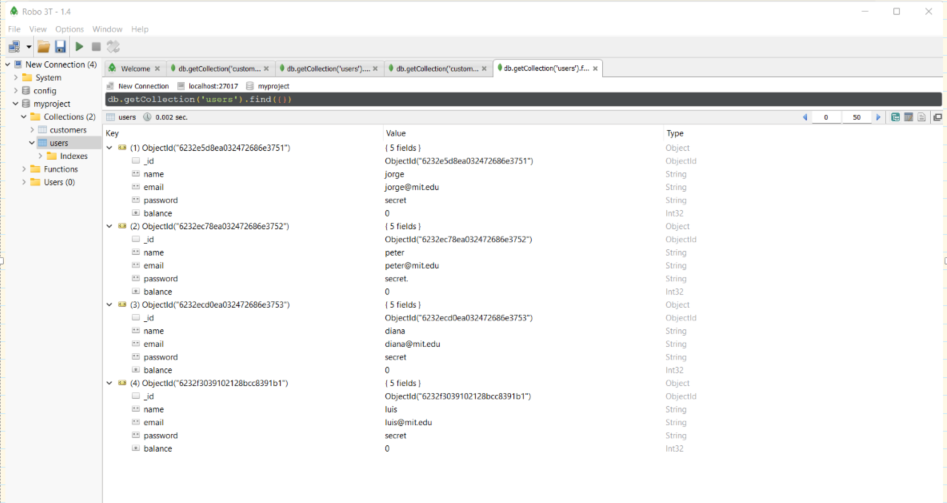 Robo 3T - 1.4
File View Options Window Help
New Connection (4)
System
config
myproject
Collections (2)
customers
users
Indexes
Functions
Users (0)
Welcome
db.getCollection('custom...
db.getCollection('users')....
db.getCollection('custom...
db.getCollection('users').f...
New Connection localhost:27017 myproject
db.getCollection('users').find({})
users 0.002 sec. 0 50
Key Value Type
(1) ObjectId("6232e5d8ea032472686e3751") { 5 fields } Object
_id ObjectId("6232e5d8ea032472686e3751") ObjectId
name jorge String
email jorge@mit.edu String
password secret String
balance 0 Int32
(2) ObjectId("6232ec78ea032472686e3752") { 5 fields } Object
_id ObjectId("6232ec78ea032472686e3752") ObjectId
name peter String
email peter@mit.edu String
password secret. String
balance 0 Int32
(3) ObjectId("6232ecd0ea032472686e3753") { 5 fields } Object
_id ObjectId("6232ecd0ea032472686e3753") ObjectId
name diana String
email diana@mit.edu String
password secret String
balance 0 Int32
(4) ObjectId("6232f3039102128bcc8391b1") { 5 fields } Object
_id ObjectId("6232f3039102128bcc8391b1") ObjectId
name luis String
email luis@mit.edu String
password secret String
balance 0 Int32